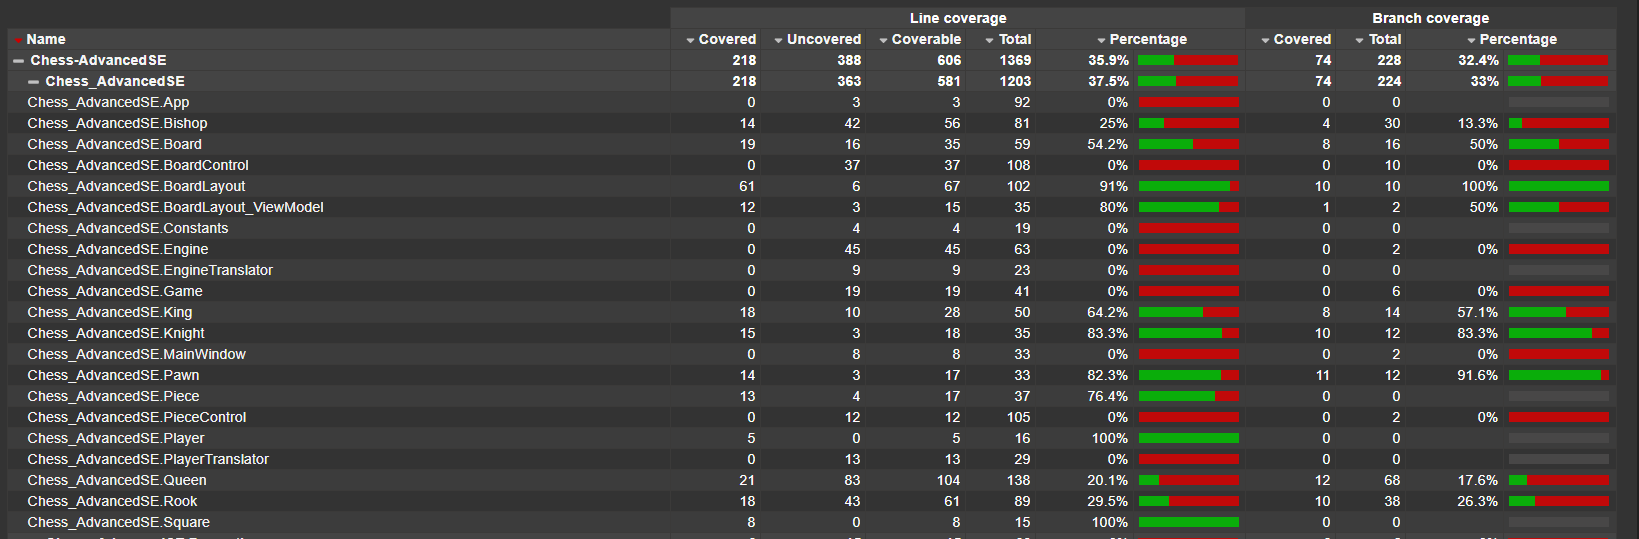 Line coverage Branch coverage
Name Covered Uncovered Coverable Total Percentage Covered Total Percentage
Chess-AdvancedSE 218 388 606 1369 35.9% 74 228 32.4%
Chess_AdvancedSE 218 363 581 1203 37.5% 74 224 33%
Chess_AdvancedSE.App 0 3 3 92 0% 0 0
Chess_AdvancedSE.Bishop 14 42 56 81 25% 4 30 13.3%
Chess_AdvancedSE.Board 19 16 35 59 54.2% 8 16 50%
Chess_AdvancedSE.BoardControl 0 37 37 108 0% 0 10 0%
Chess_AdvancedSE.BoardLayout 61 6 67 102 91% 10 10 100%
Chess_AdvancedSE.BoardLayout_ViewModel 12 3 15 35 80% 1 2 50%
Chess_AdvancedSE.Constants 0 4 4 19 0% 0 0
Chess_AdvancedSE.Engine 0 45 45 63 0% 0 2 0%
Chess_AdvancedSE.EngineTranslator 0 9 9 23 0% 0 0
Chess_AdvancedSE.Game 0 19 19 41 0% 0 6 0%
Chess_AdvancedSE.King 18 10 28 50 64.2% 8 14 57.1%
Chess_AdvancedSE.Knight 15 3 18 35 83.3% 10 12 83.3%
Chess_AdvancedSE.MainWindow 0 8 8 33 0% 0 2 0%
Chess_AdvancedSE.Pawn 14 3 17 33 82.3% 11 12 91.6%
Chess_AdvancedSE.Piece 13 4 17 37 76.4% 0 0
Chess_AdvancedSE.PieceControl 0 12 12 105 0% 0 2 0%
Chess_AdvancedSE.Player 5 0 5 16 100% 0 0
Chess_AdvancedSE.PlayerTranslator 0 13 13 29 0% 0 0
Chess_AdvancedSE.Queen 21 83 104 138 20.1% 12 68 17.6%
Chess_AdvancedSE.Rook 18 43 61 89 29.5% 10 38 26.3%
Chess_AdvancedSE.Square 8 0 8 15 100% 0 0